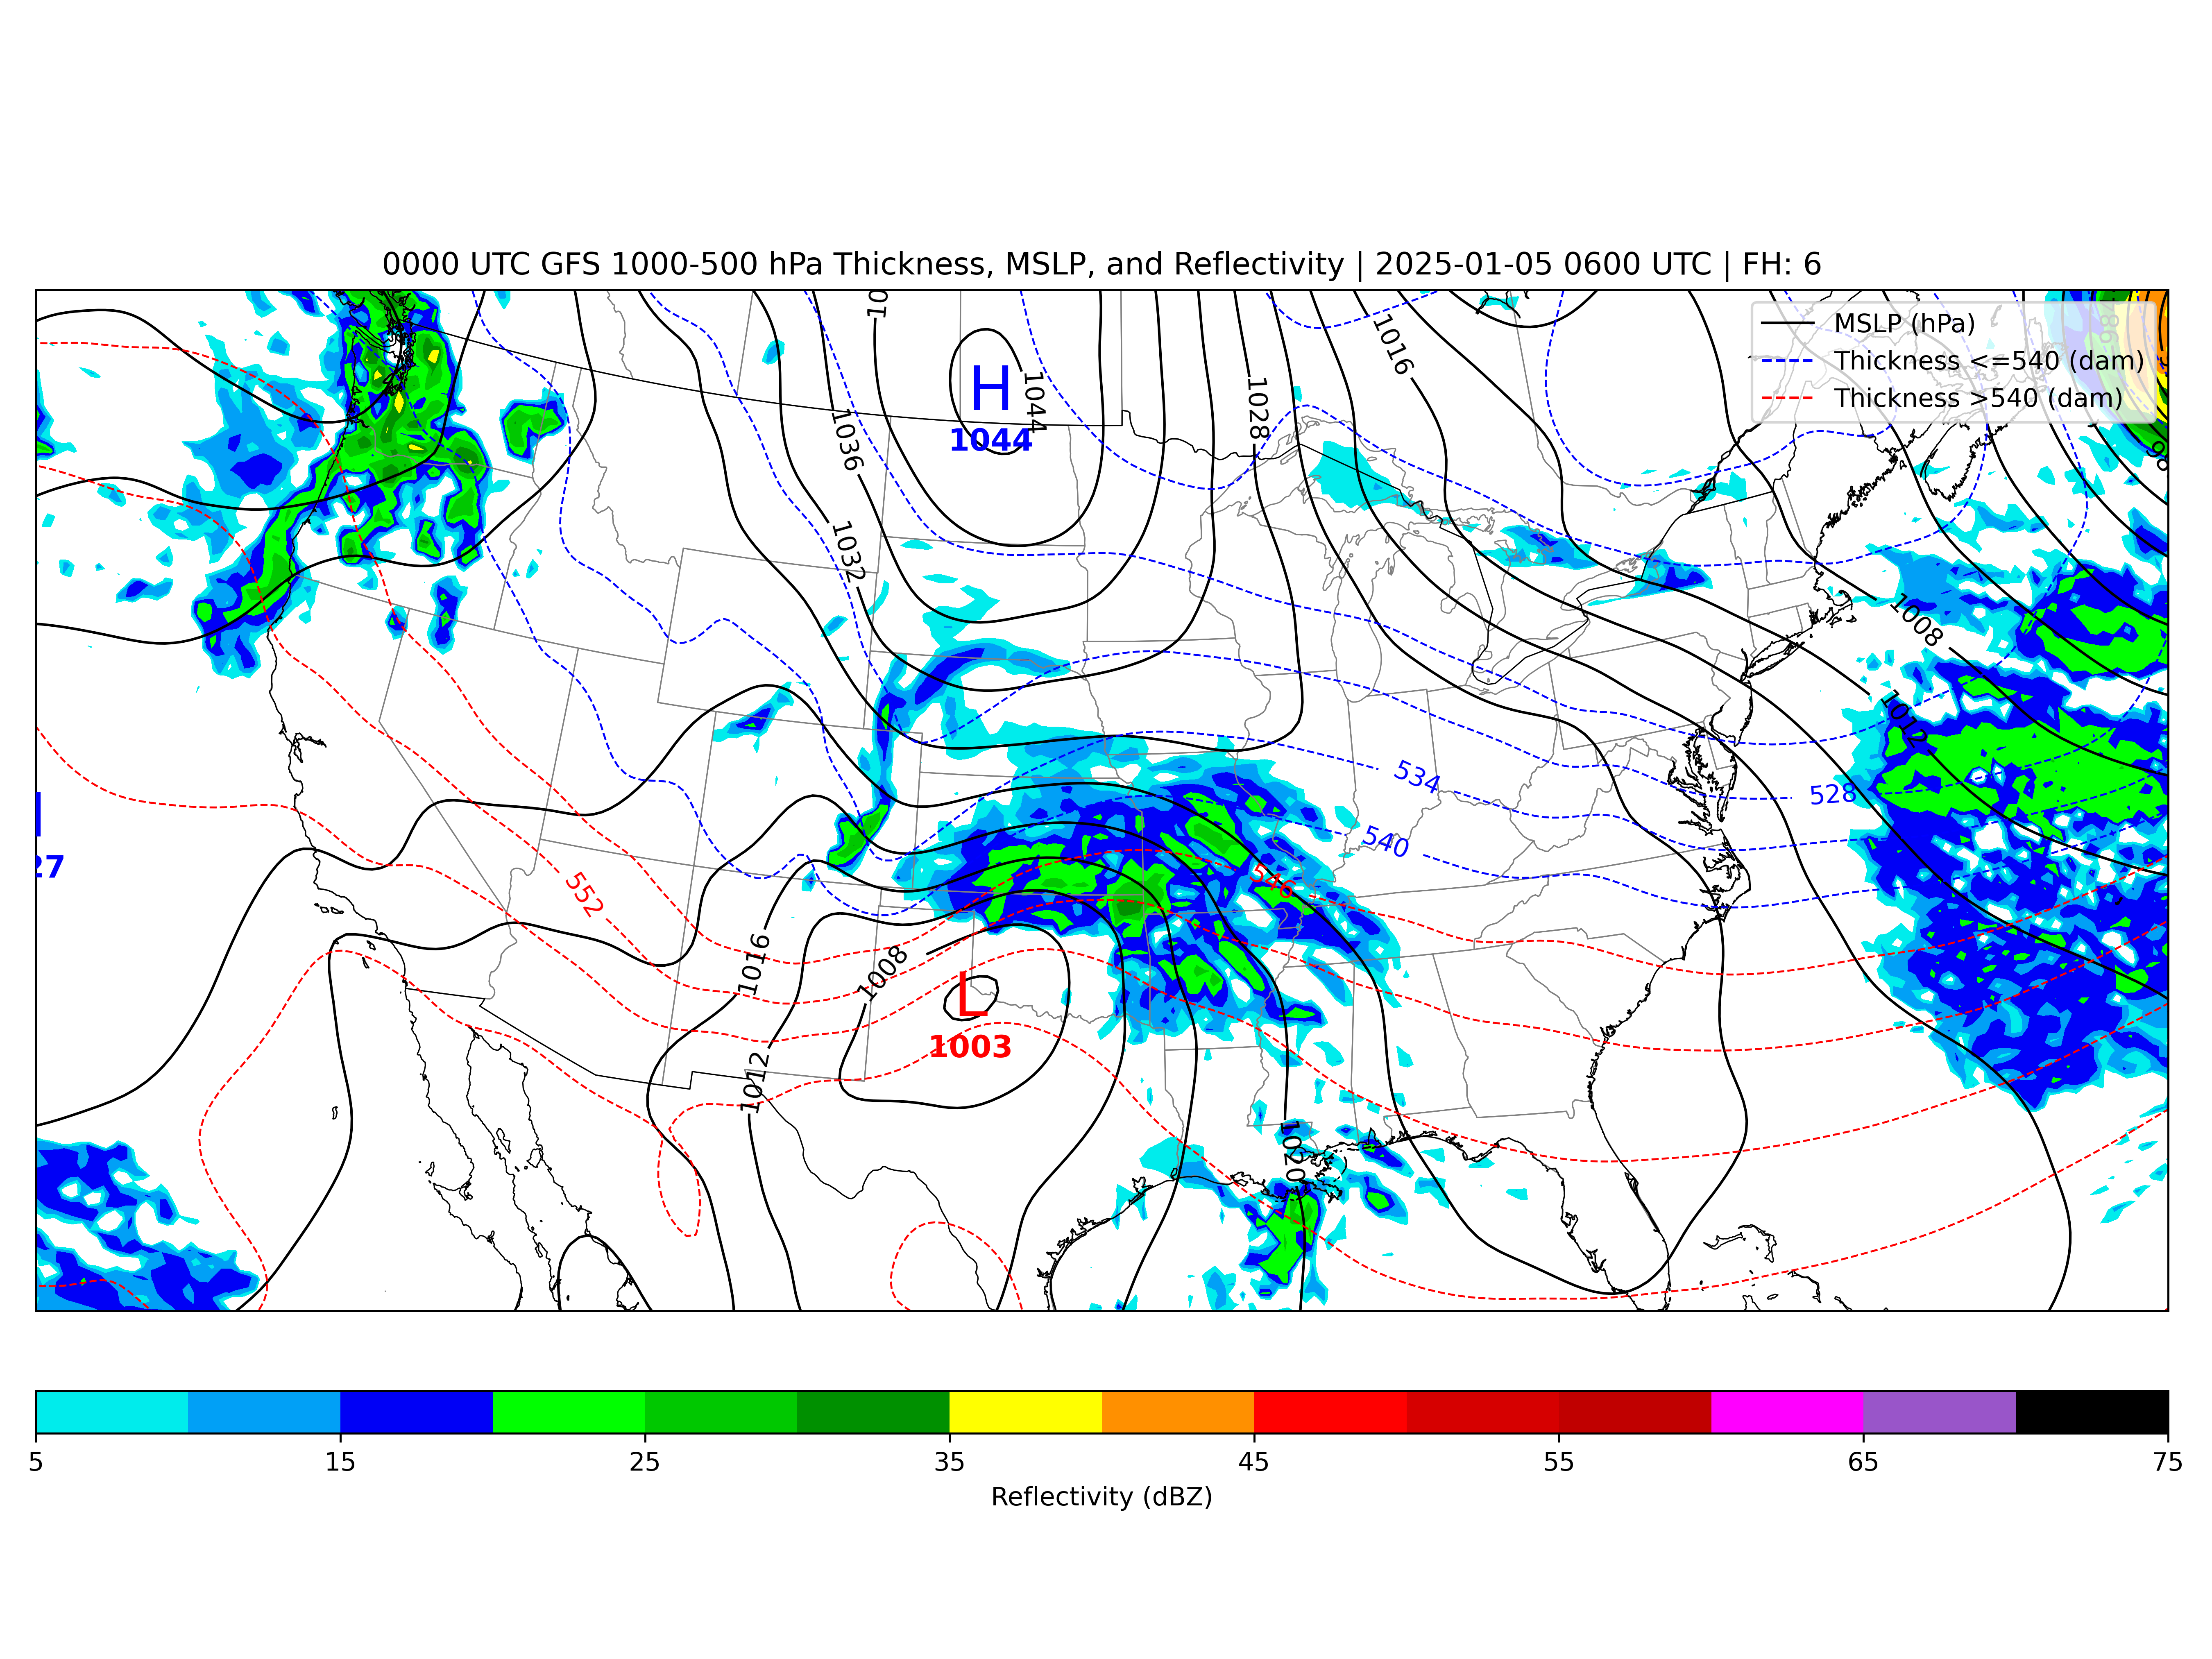 0000 UTC GFS 1000-500 hPa Thickness, MSLP, and Reflectivity | 2025-01-05 0600 UTC | FH: 6
MSLP (hPa)
Thickness <=540 (dam)
Thickness >540 (dam)
10
1016
H
1044
1044
1028
1036
1032
1008
1012
534
528
540
27
546
552
1016
1008
L
1003
1012
1020
5 15 25 35 45 55 65 75
Reflectivity (dBZ)